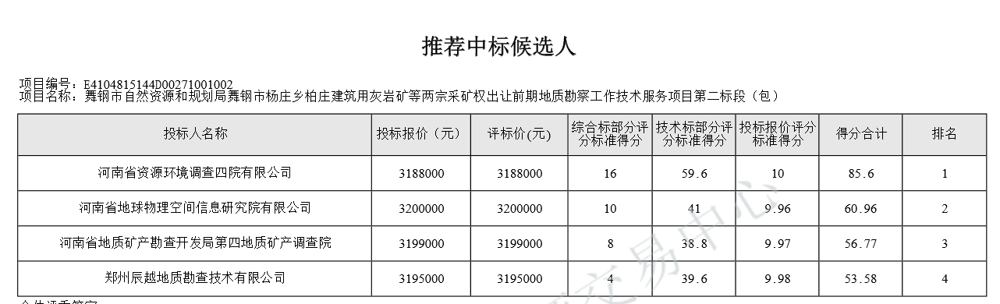 推荐中标候选人
项目编号：E4104815144D00271001002
项目名称：舞钢市自然资源和规划局舞钢市杨庄乡柏庄建筑用灰岩矿等两宗采矿权出让前期地质勘察工作技术服务项目第二标段（包）
投标人名称 投标报价（元） 评标价(元) 综合标部分评分标准得分 技术标部分评分标准得分 投标报价评分标准得分 得分合计 排名
河南省资源环境调查四院有限公司 3188000 3188000 16 59.6 10 85.6 1
河南省地球物理空间信息研究院有限公司 3200000 3200000 10 41 9.96 60.96 2
河南省地质矿产勘查开发局第四地质矿产调查院 3199000 3199000 8 38.8 9.97 56.77 3
郑州辰越地质勘查技术有限公司 3195000 3195000 4 39.6 9.98 53.58 4
交易中心